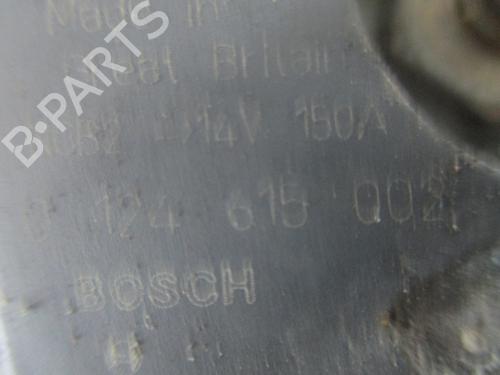 Made in
Great Britain
14V 150A
0 124 615 002
BOSCH
B-PARTS